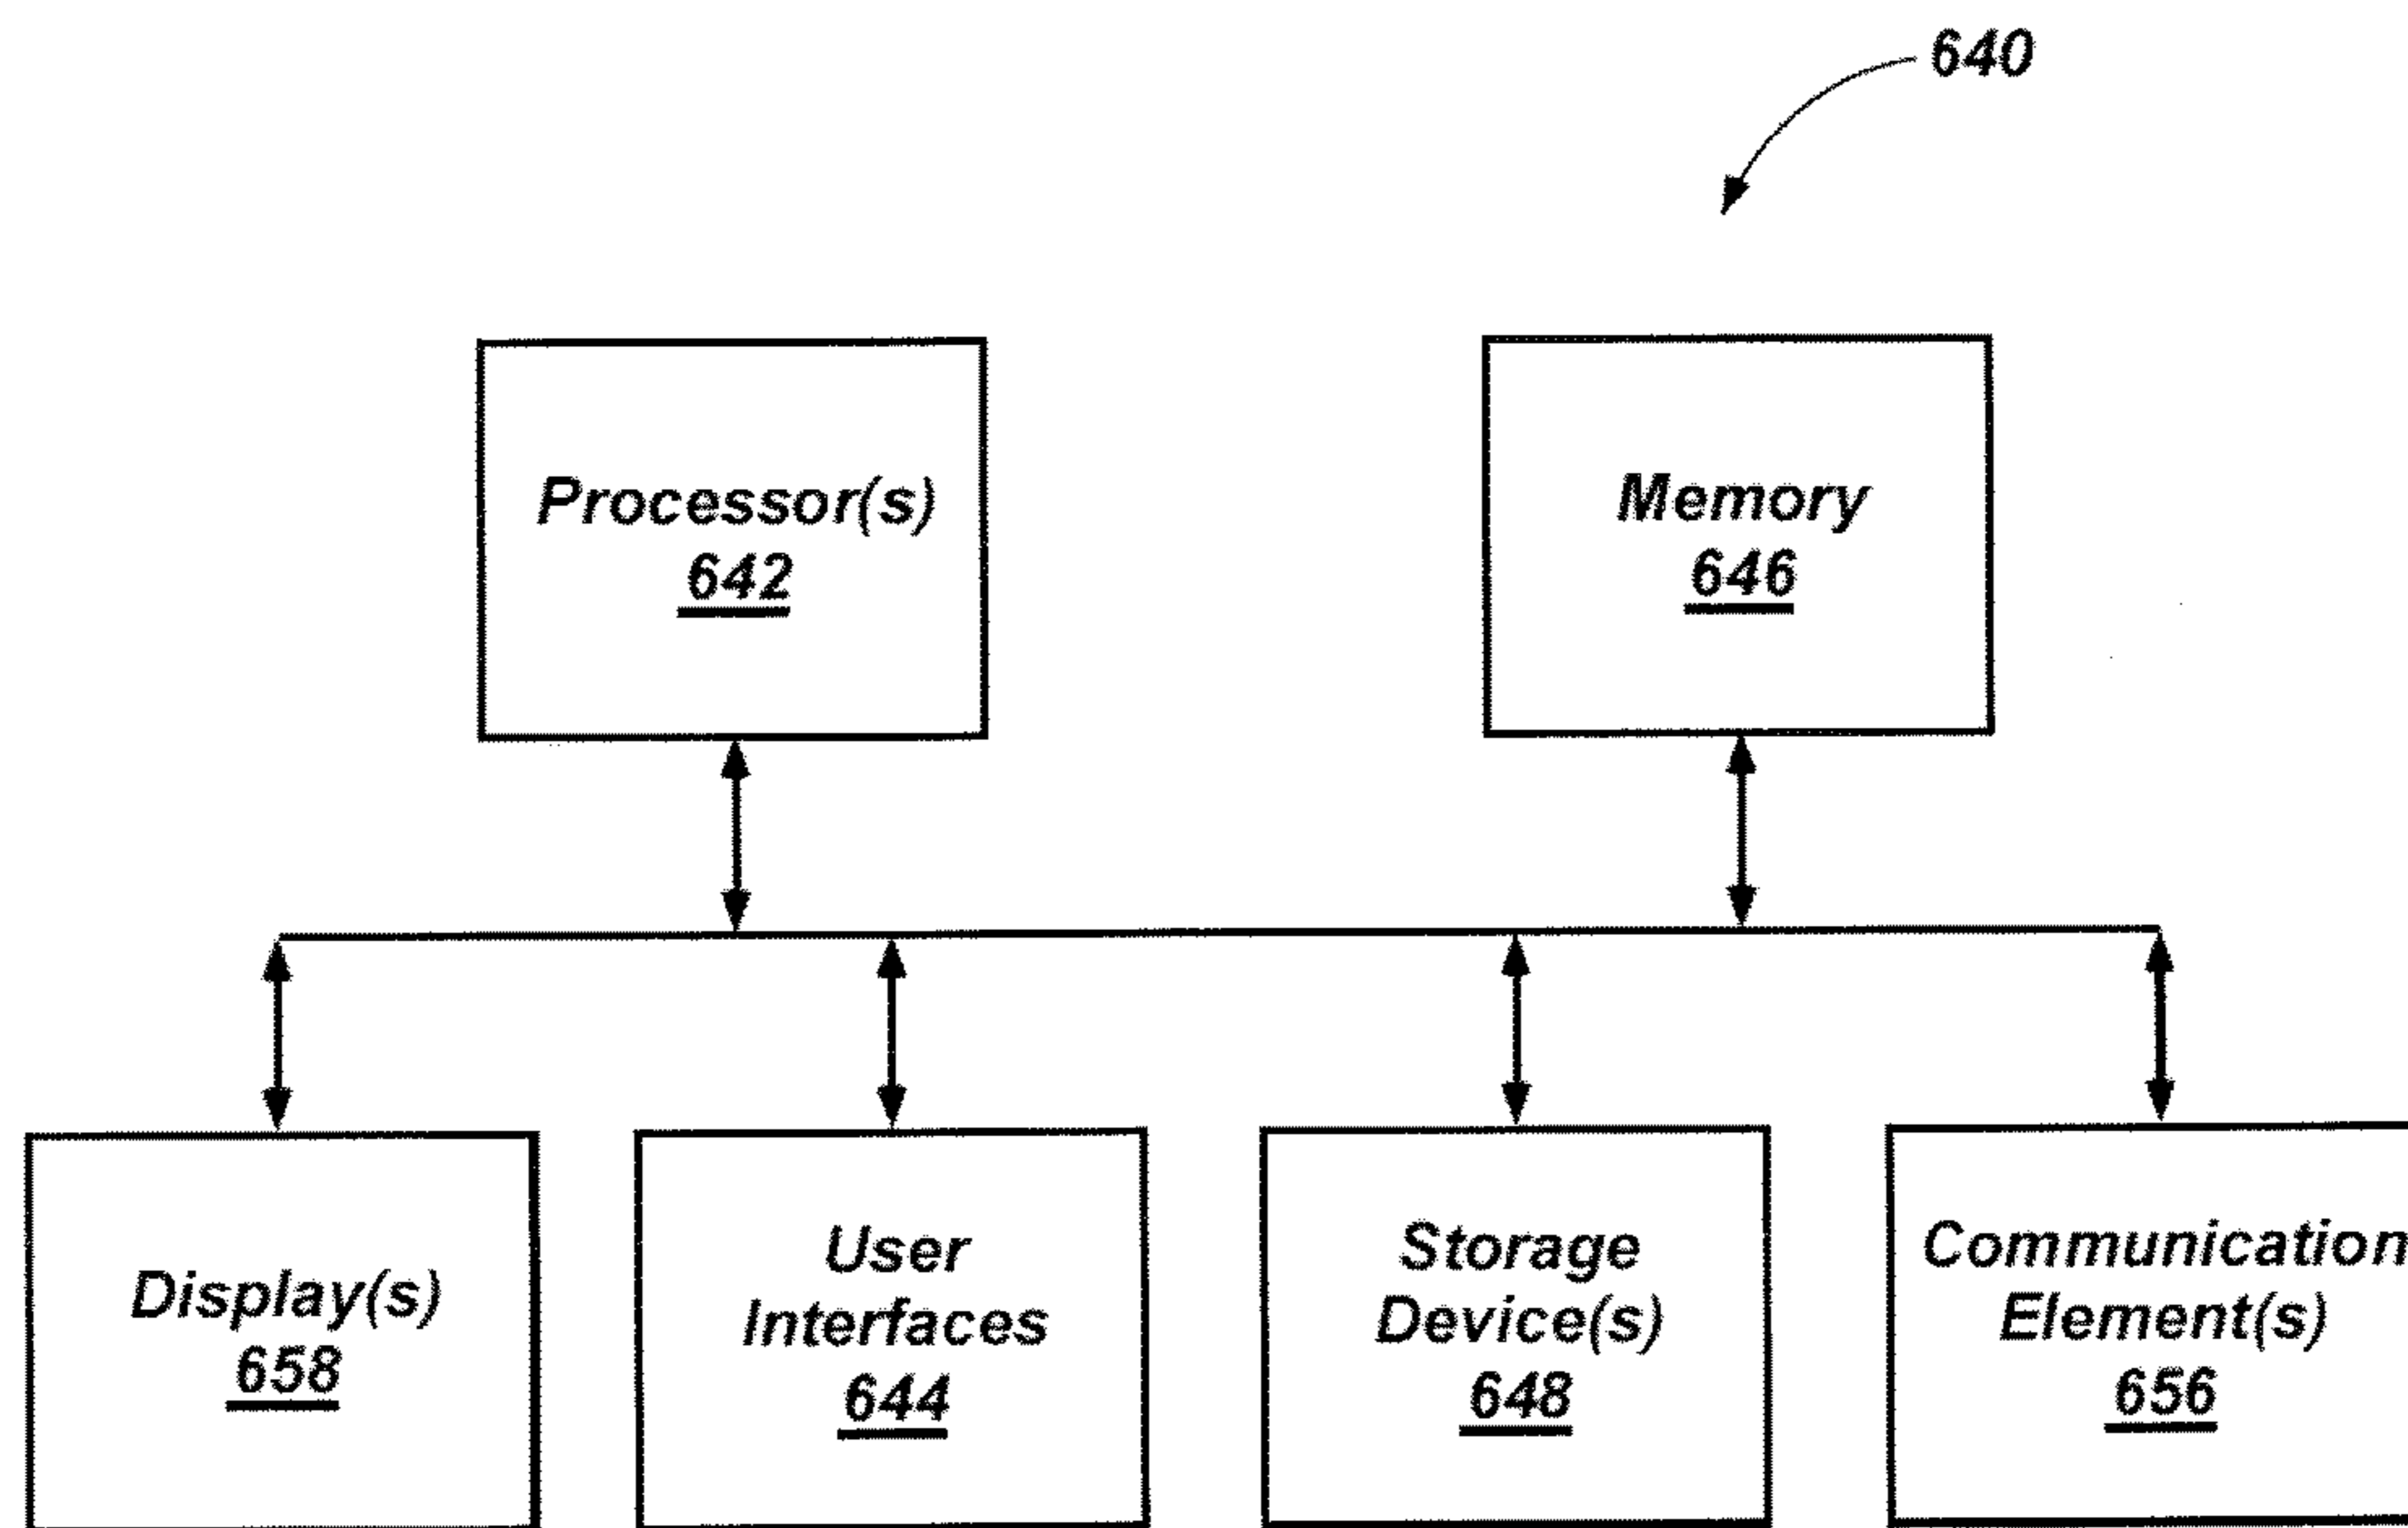 640
Processor(s)
642
Memory
646
Display(s)
658
User
Interfaces
644
Storage
Device(s)
648
Communication
Element(s)
656